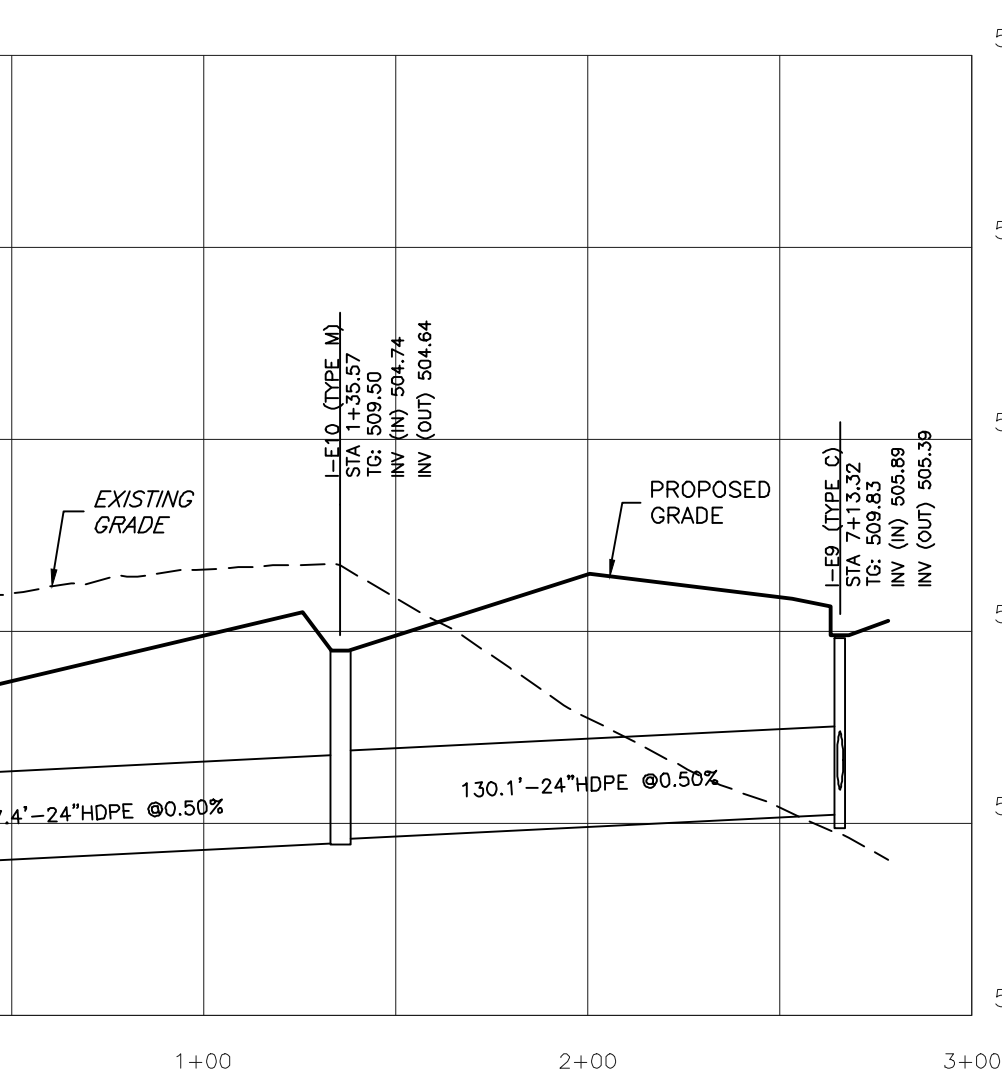 I-E10 (TYPE M)
STA 1+35.57
TG: 509.50
INV (IN) 504.74
INV (OUT) 504.64
I-E9 (TYPE C)
STA 7+13.32
TG: 509.83
INV (IN) 505.89
INV (OUT) 505.39
EXISTING
GRADE
PROPOSED
GRADE
130.1'-24"HDPE @0.50%
7.4'-24"HDPE @0.50%
1+00
2+00
3+00